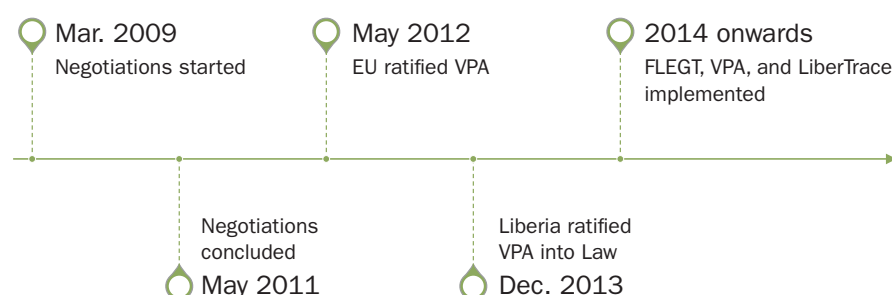 Mar. 2009
Negotiations started
May 2012
EU ratified VPA
2014 onwards
FLEGT, VPA, and LiberTrace
implemented
Negotiations
concluded
May 2011
Liberia ratified
VPA into Law
Dec. 2013